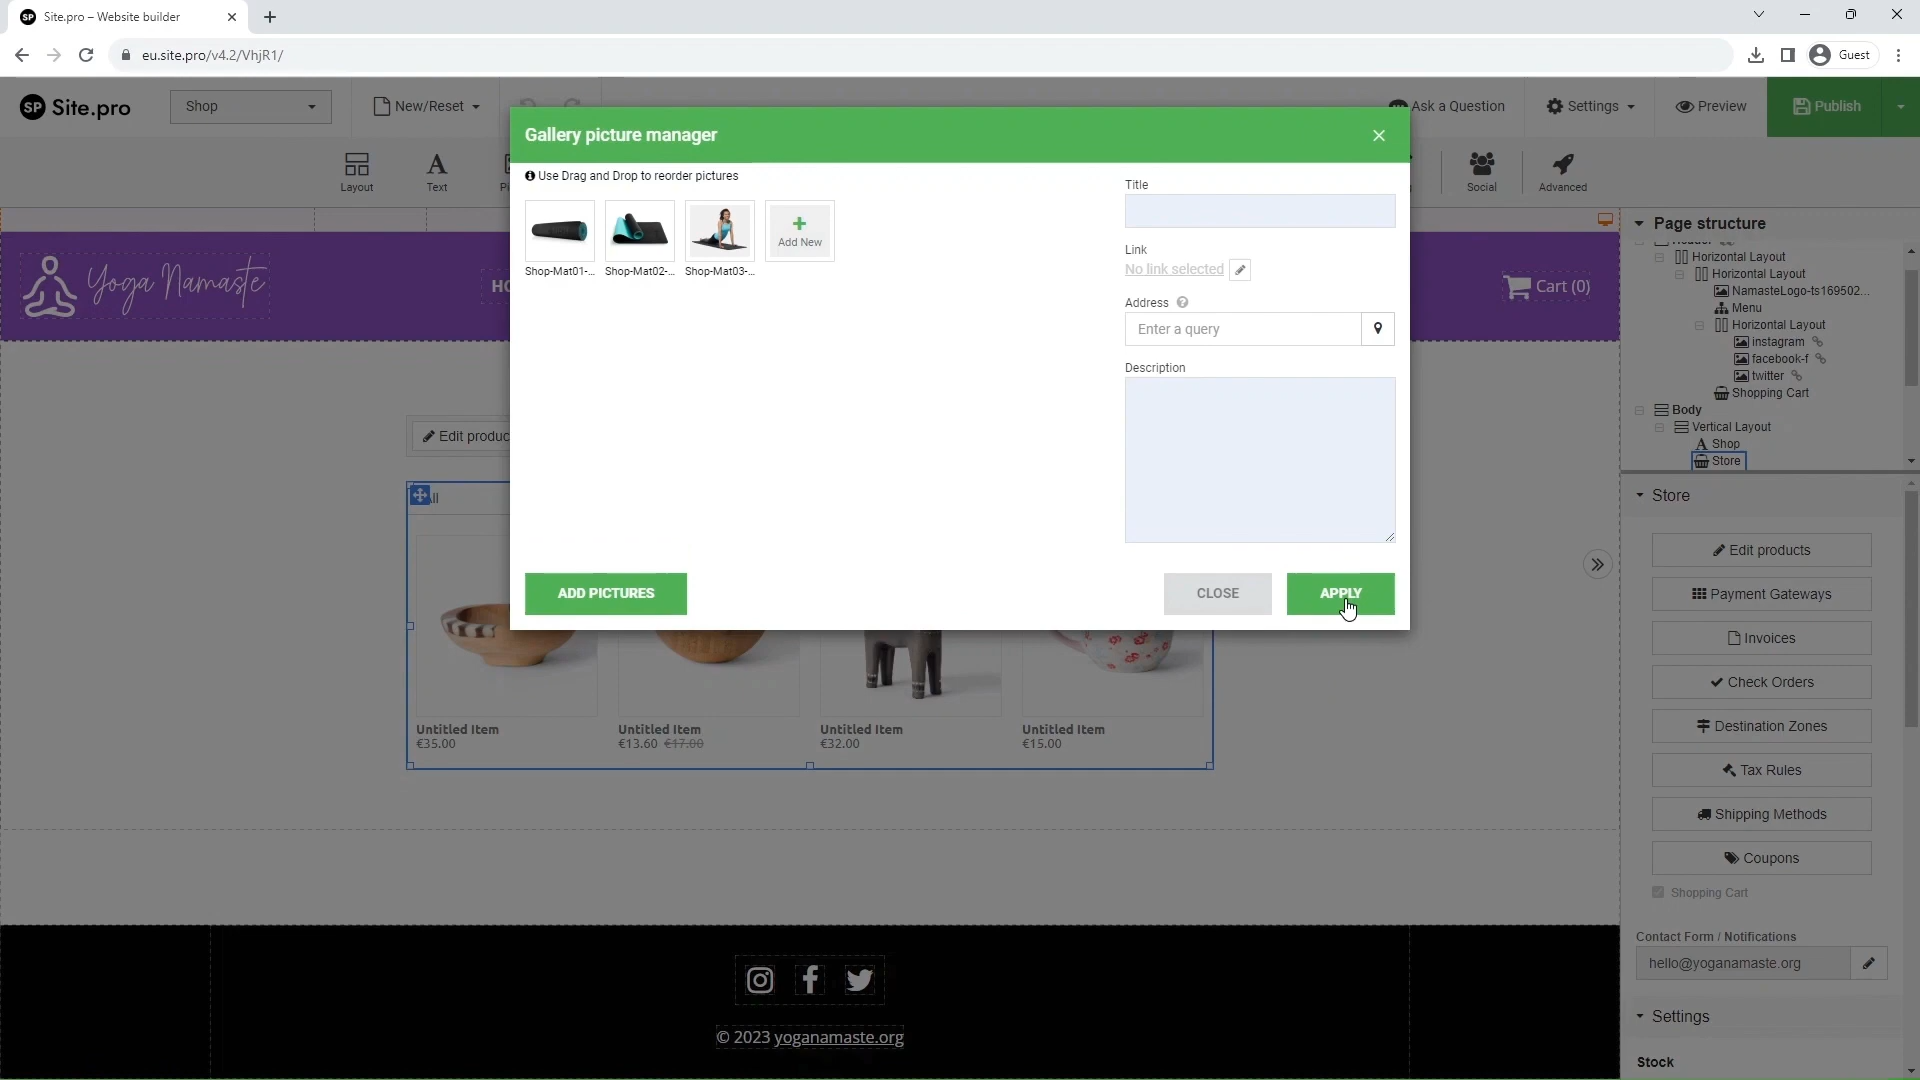 Site.pro – Website builder
eu.site.pro/v4.2/VhjR1/
Guest
SP Site.pro
Shop
New/Reset
Ask a Question
Settings
Preview
Publish
Layout
Text
Social
Advanced
Gallery picture manager
Use Drag and Drop to reorder pictures
Shop-Mat01-...
Shop-Mat02-...
Shop-Mat03-...
Add New
Title
Link
No link selected
Address
Enter a query
Description
ADD PICTURES
CLOSE
APPLY
Yoga Namaste
Cart (0)
Page structure
Horizontal Layout
Horizontal Layout
NamasteLogo-ts169502...
Menu
Horizontal Layout
instagram
facebook-f
twitter
Shopping Cart
Body
Vertical Layout
Shop
Store
Store
Edit products
Payment Gateways
Invoices
Check Orders
Destination Zones
Tax Rules
Shipping Methods
Coupons
Shopping Cart
Contact Form / Notifications
hello@yoganamaste.org
Settings
Stock
Untitled Item
€35.00
Untitled Item
€13.60 €17.00
Untitled Item
€32.00
Untitled Item
€15.00
© 2023 yoganamaste.org